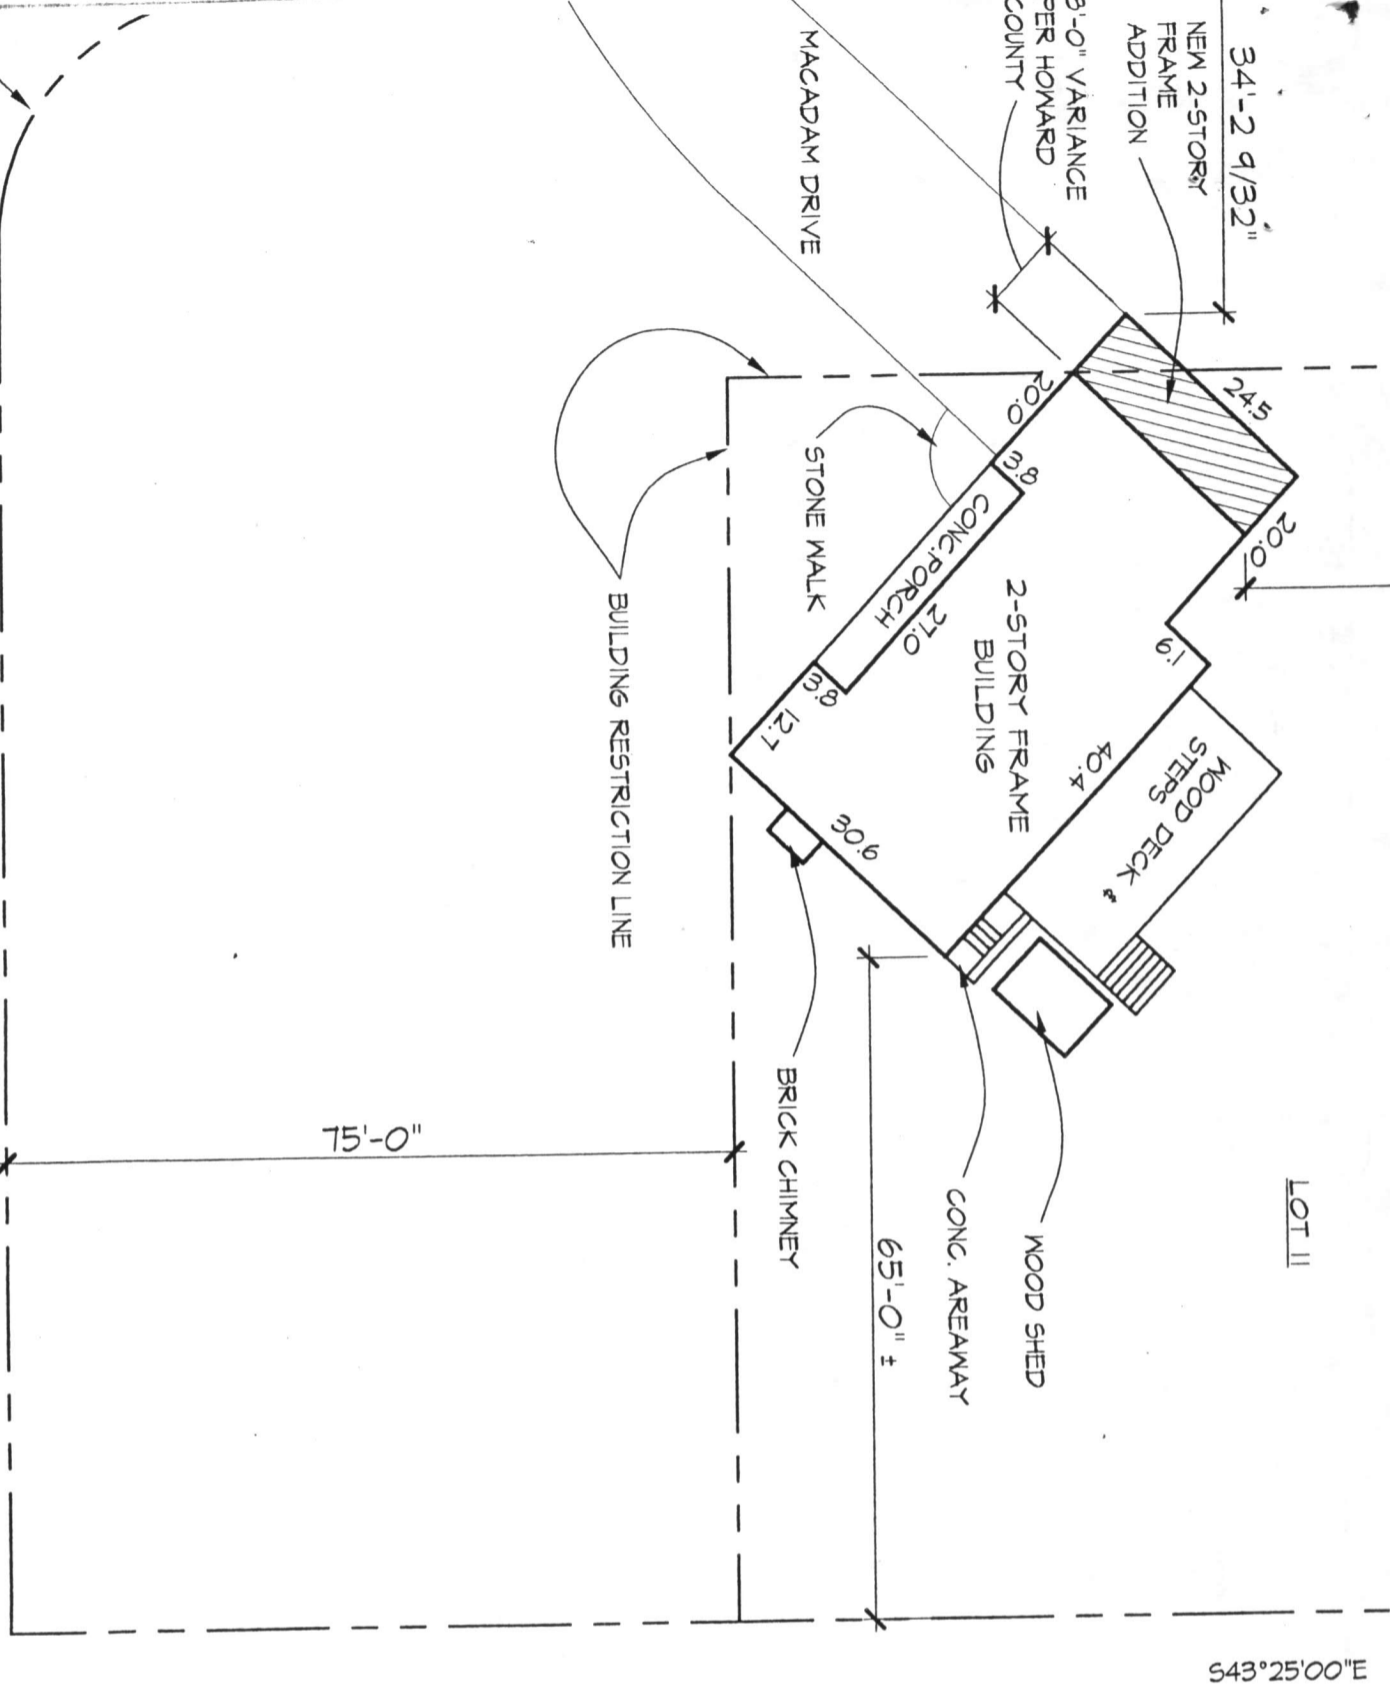 34'-2 9/32"
NEW 2-STORY
FRAME
ADDITION
8'-0" VARIANCE
PER HOWARD
COUNTY
MACADAM DRIVE
24.5
20.0
20.0
3.8
CONC.PORCH
27.0
3.8
12.7
STONE WALK
2-STORY FRAME
BUILDING
1.9
40.4
WOOD DECK
STEPS
30.6
BUILDING RESTRICTION LINE
BRICK CHIMNEY
CONC. AREAWAY
WOOD SHED
LOT 11
75'-0"
65'-0" ±
S43°25'00"E